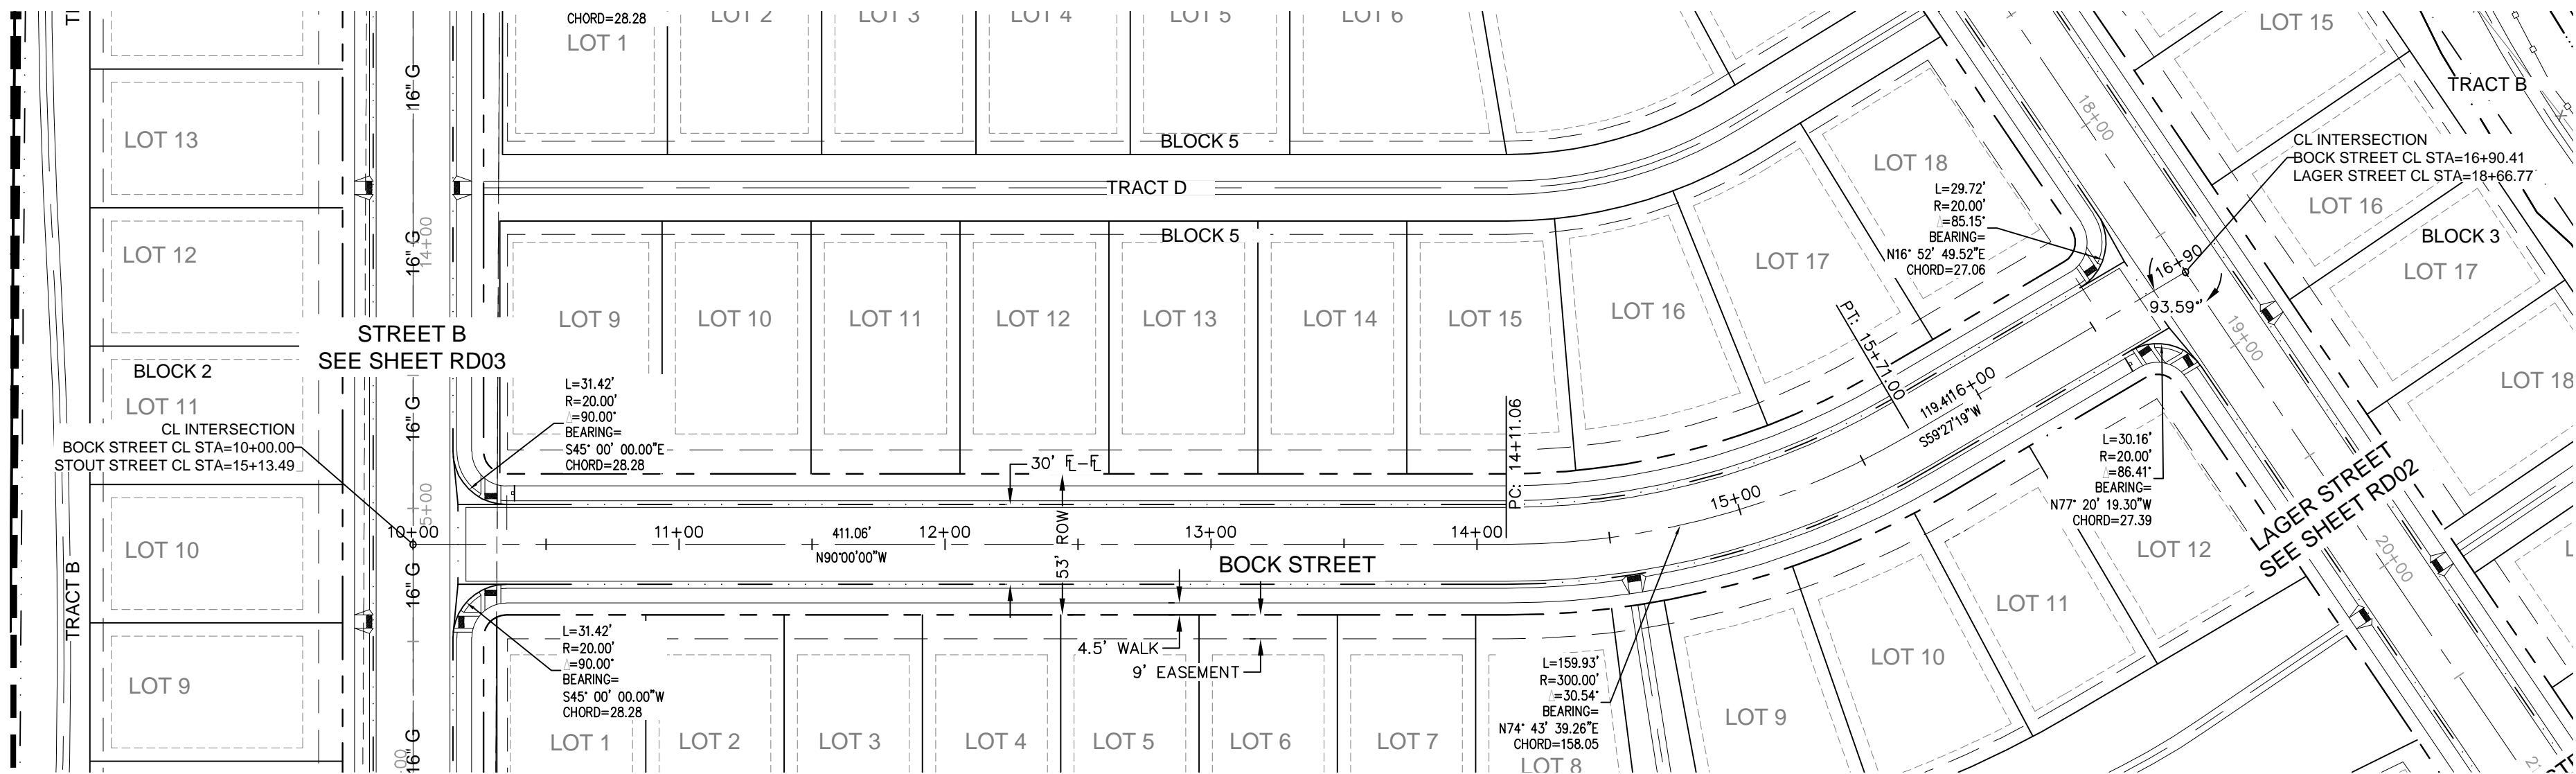 CHORD=28.28
LOT 1
LOT 2
LOT 3
LOT 4
LOT 5
LOT 6
LOT 15
TRACT B
LOT 13
16" G
BLOCK 5
TRACT D
BLOCK 5
LOT 18
L=29.72'
R=20.00'
Δ=85.15°
BEARING=
N16° 52' 49.52"E
CHORD=27.06
18+00
CL INTERSECTION
BOCK STREET CL STA=16+90.41
LAGER STREET CL STA=18+66.77
LOT 16
BLOCK 3
LOT 17
LOT 12
16" G
14+00
16+90
93.59°
19+00
LOT 18
STREET B
SEE SHEET RD03
LOT 9
LOT 10
LOT 11
LOT 12
LOT 13
LOT 14
LOT 15
LOT 16
LOT 17
PT: 15+71.00
BLOCK 2
LOT 11
16" G
L=31.42'
R=20.00'
Δ=90.00°
BEARING=
S45° 00' 00.00"E
CHORD=28.28
PC: 14+11.06
119.41'
16+00
S59°27'19"W
CL INTERSECTION
BOCK STREET CL STA=10+00.00
STOUT STREET CL STA=15+13.49
30' FL-FL
L=30.16'
R=20.00'
Δ=86.41°
BEARING=
N77° 20' 19.30"W
CHORD=27.39
LAGER STREET
SEE SHEET RD02
15+00
10+00
11+00
411.06'
N90°00'00"W
12+00
53' ROW
13+00
14+00
15+00
BOCK STREET
LOT 10
TRACT B
16" G
LOT 12
20+00
LOT 11
LOT 9
L=31.42'
R=20.00'
Δ=90.00°
BEARING=
S45° 00' 00.00"W
CHORD=28.28
4.5' WALK
9' EASEMENT
L=159.93'
R=300.00'
Δ=30.54°
BEARING=
N74° 43' 39.26"E
CHORD=158.05
LOT 10
LOT 9
LOT 1
LOT 2
LOT 3
LOT 4
LOT 5
LOT 6
LOT 7
LOT 8
16" G